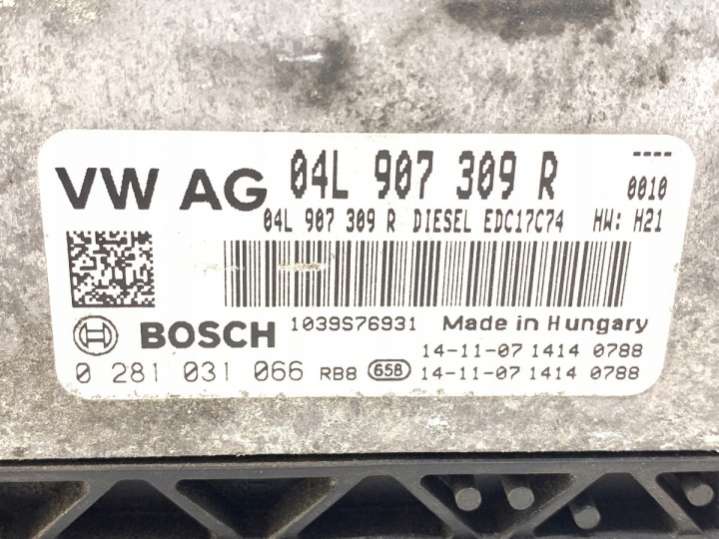 VW AG 04L 907 309 R ----
0010
04L 907 309 R DIESEL EDC17C74 HW: H21
BOSCH 1039S76931 Made in Hungary
14-11-07 1414 0788
0 281 031 066 RB8 658 14-11-07 1414 0788